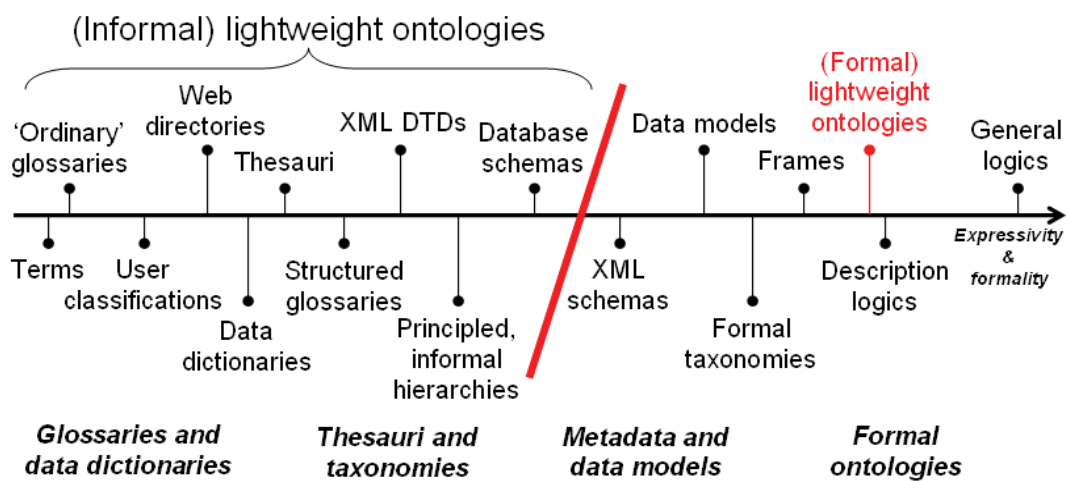 (Informal) lightweight ontologies
(Formal)
lightweight
ontologies
Web
directories
XML DTDs
Database
schemas
Data models
General
logics
'Ordinary'
glossaries
Thesauri
Frames
Expressivity
&
formality
Terms
User
classifications
Structured
glossaries
XML
schemas
Description
logics
Data
dictionaries
Principled,
informal
hierarchies
Formal
taxonomies
Glossaries and
data dictionaries
Thesauri and
taxonomies
Metadata and
data models
Formal
ontologies